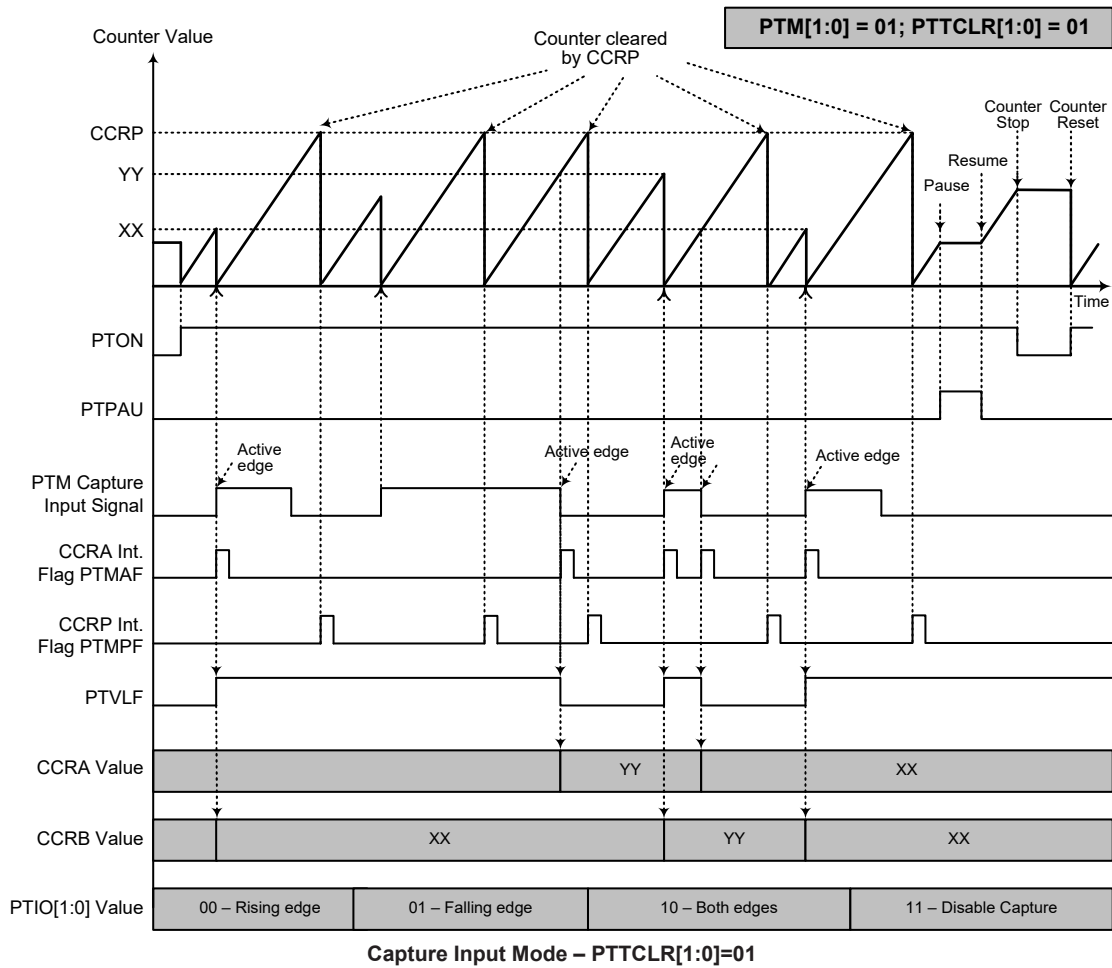 PTM[1:0] = 01; PTTCLR[1:0] = 01
Counter Value
Counter cleared
by CCRP
Counter
Stop
Counter
Reset
CCRP
YY
XX
Pause
Resume
Time
PTON
PTPAU
Active
edge
Active edge
Active
edge
Active edge
PTM Capture
Input Signal
CCRA Int.
Flag PTMAF
CCRP Int.
Flag PTMPF
PTVLF
CCRA Value
YY
XX
CCRB Value
XX
YY
XX
PTIO[1:0] Value
00 – Rising edge
01 – Falling edge
10 – Both edges
11 – Disable Capture
Capture Input Mode – PTTCLR[1:0]=01